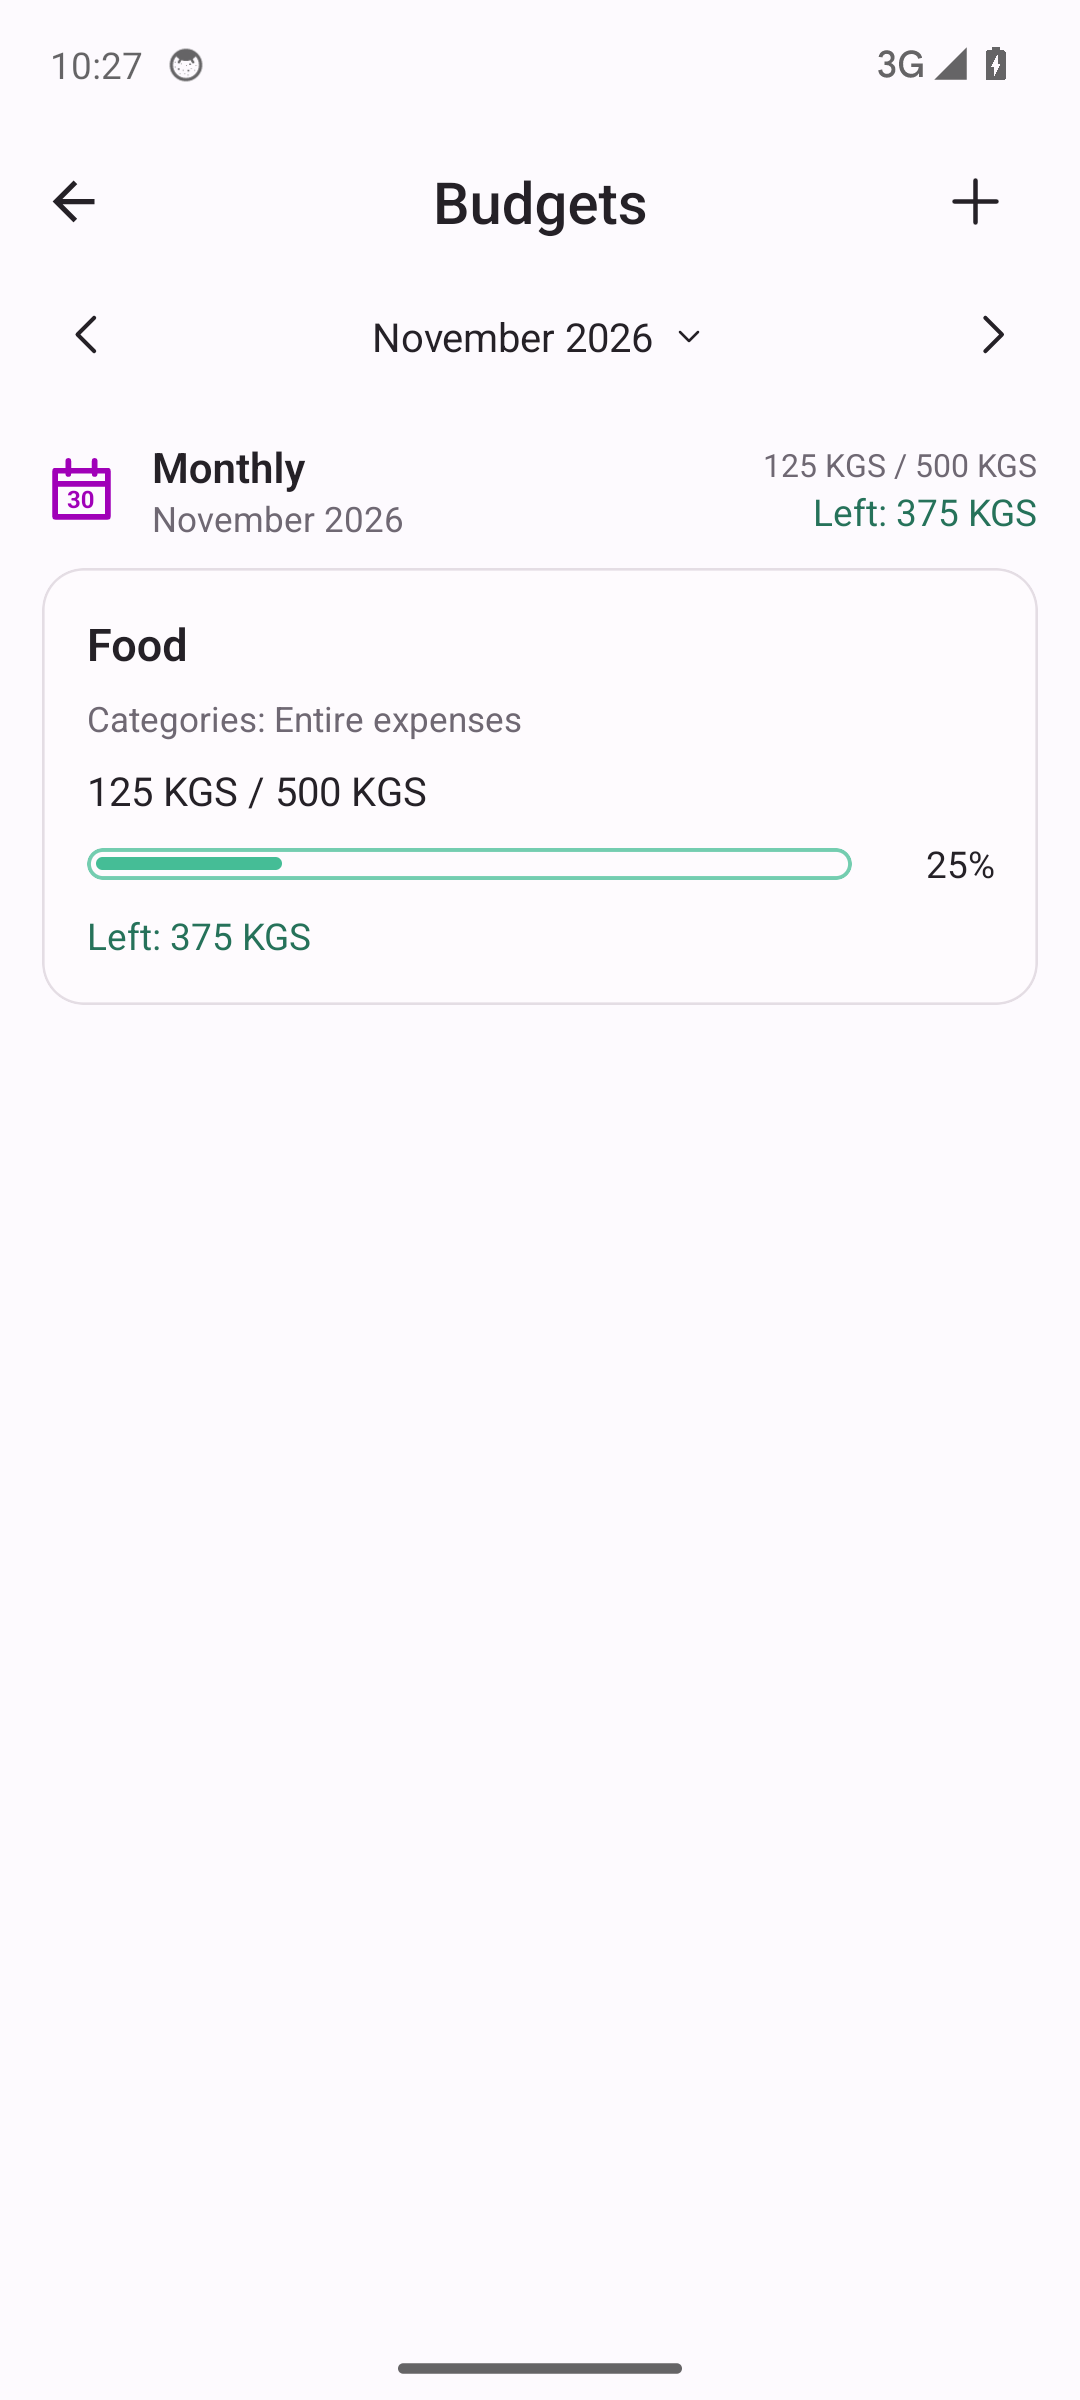 10:27
3G
Budgets
November 2026
30
Monthly
125 KGS / 500 KGS
November 2026
Left: 375 KGS
Food
Categories: Entire expenses
125 KGS / 500 KGS
25%
Left: 375 KGS